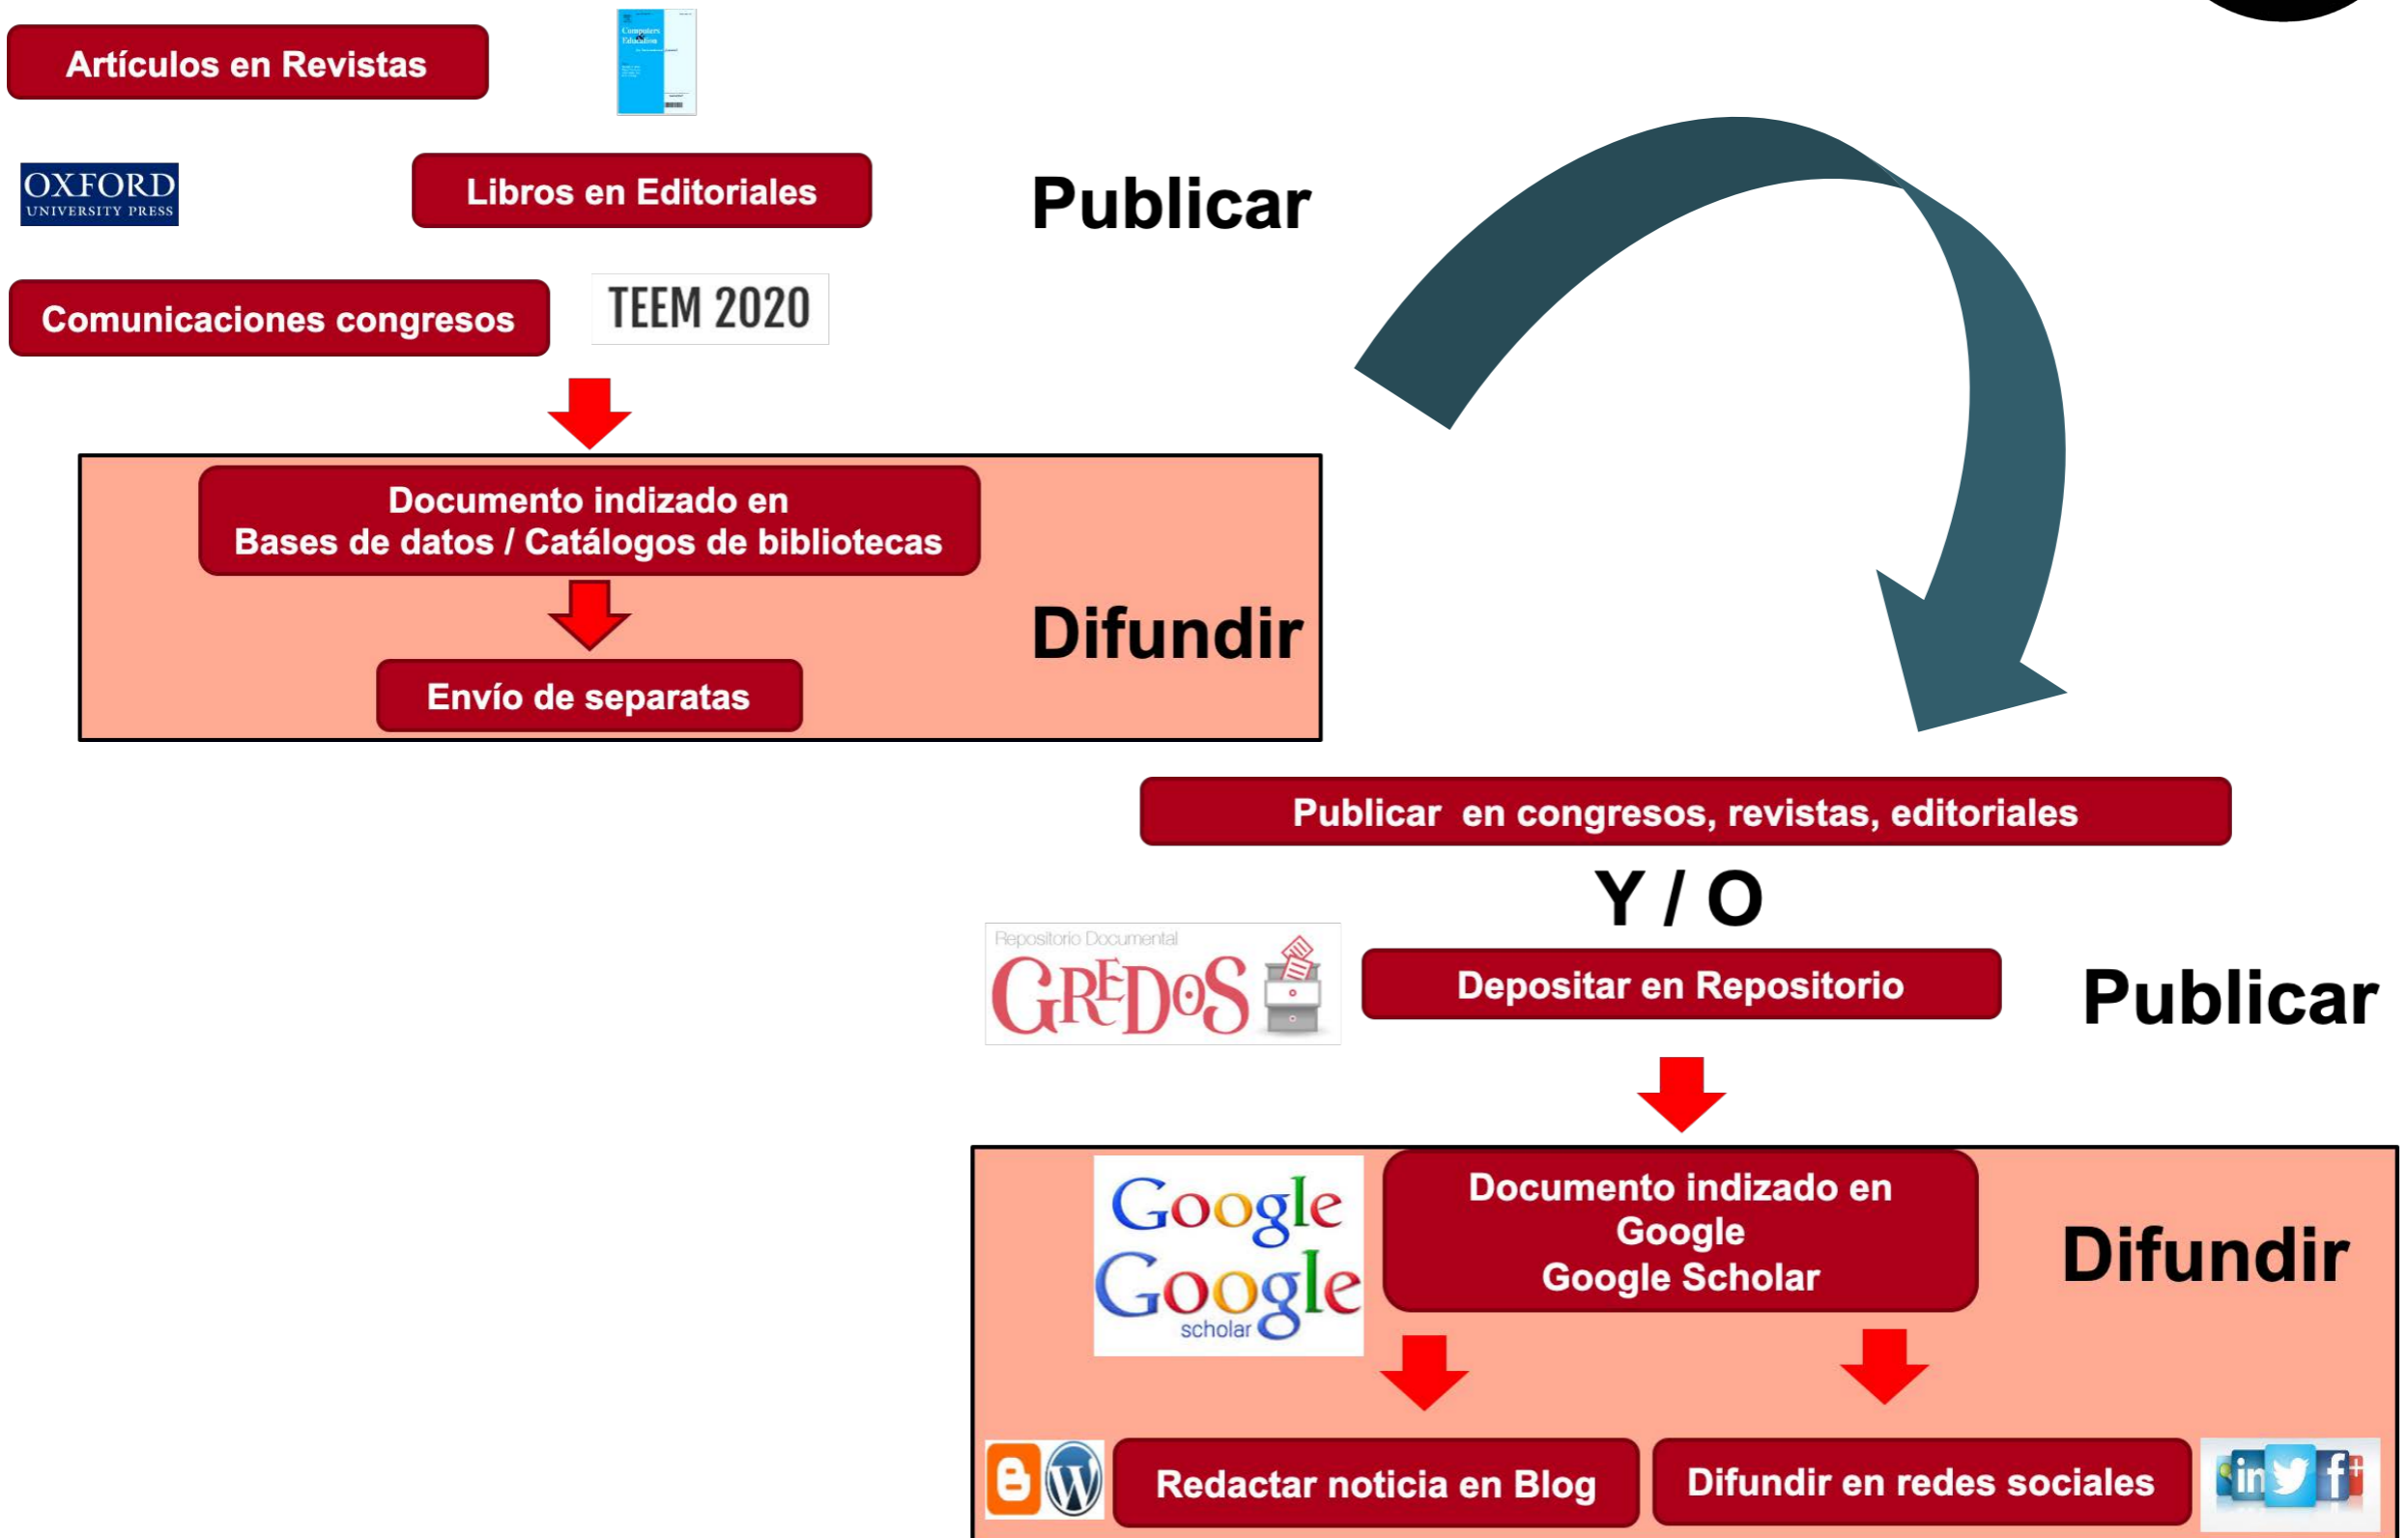 Artículos en Revistas
Computers
Education
OXFORD
UNIVERSITY PRESS
Libros en Editoriales
Publicar
Comunicaciones congresos
TEEM 2020
Documento indizado en
Bases de datos / Catálogos de bibliotecas
Difundir
Envío de separatas
Publicar en congresos, revistas, editoriales
Y / O
Repositorio Documental
GREDOS
Depositar en Repositorio
Publicar
Google
Google
scholar
Documento indizado en
Google
Google Scholar
Difundir
Redactar noticia en Blog
Difundir en redes sociales
in
f